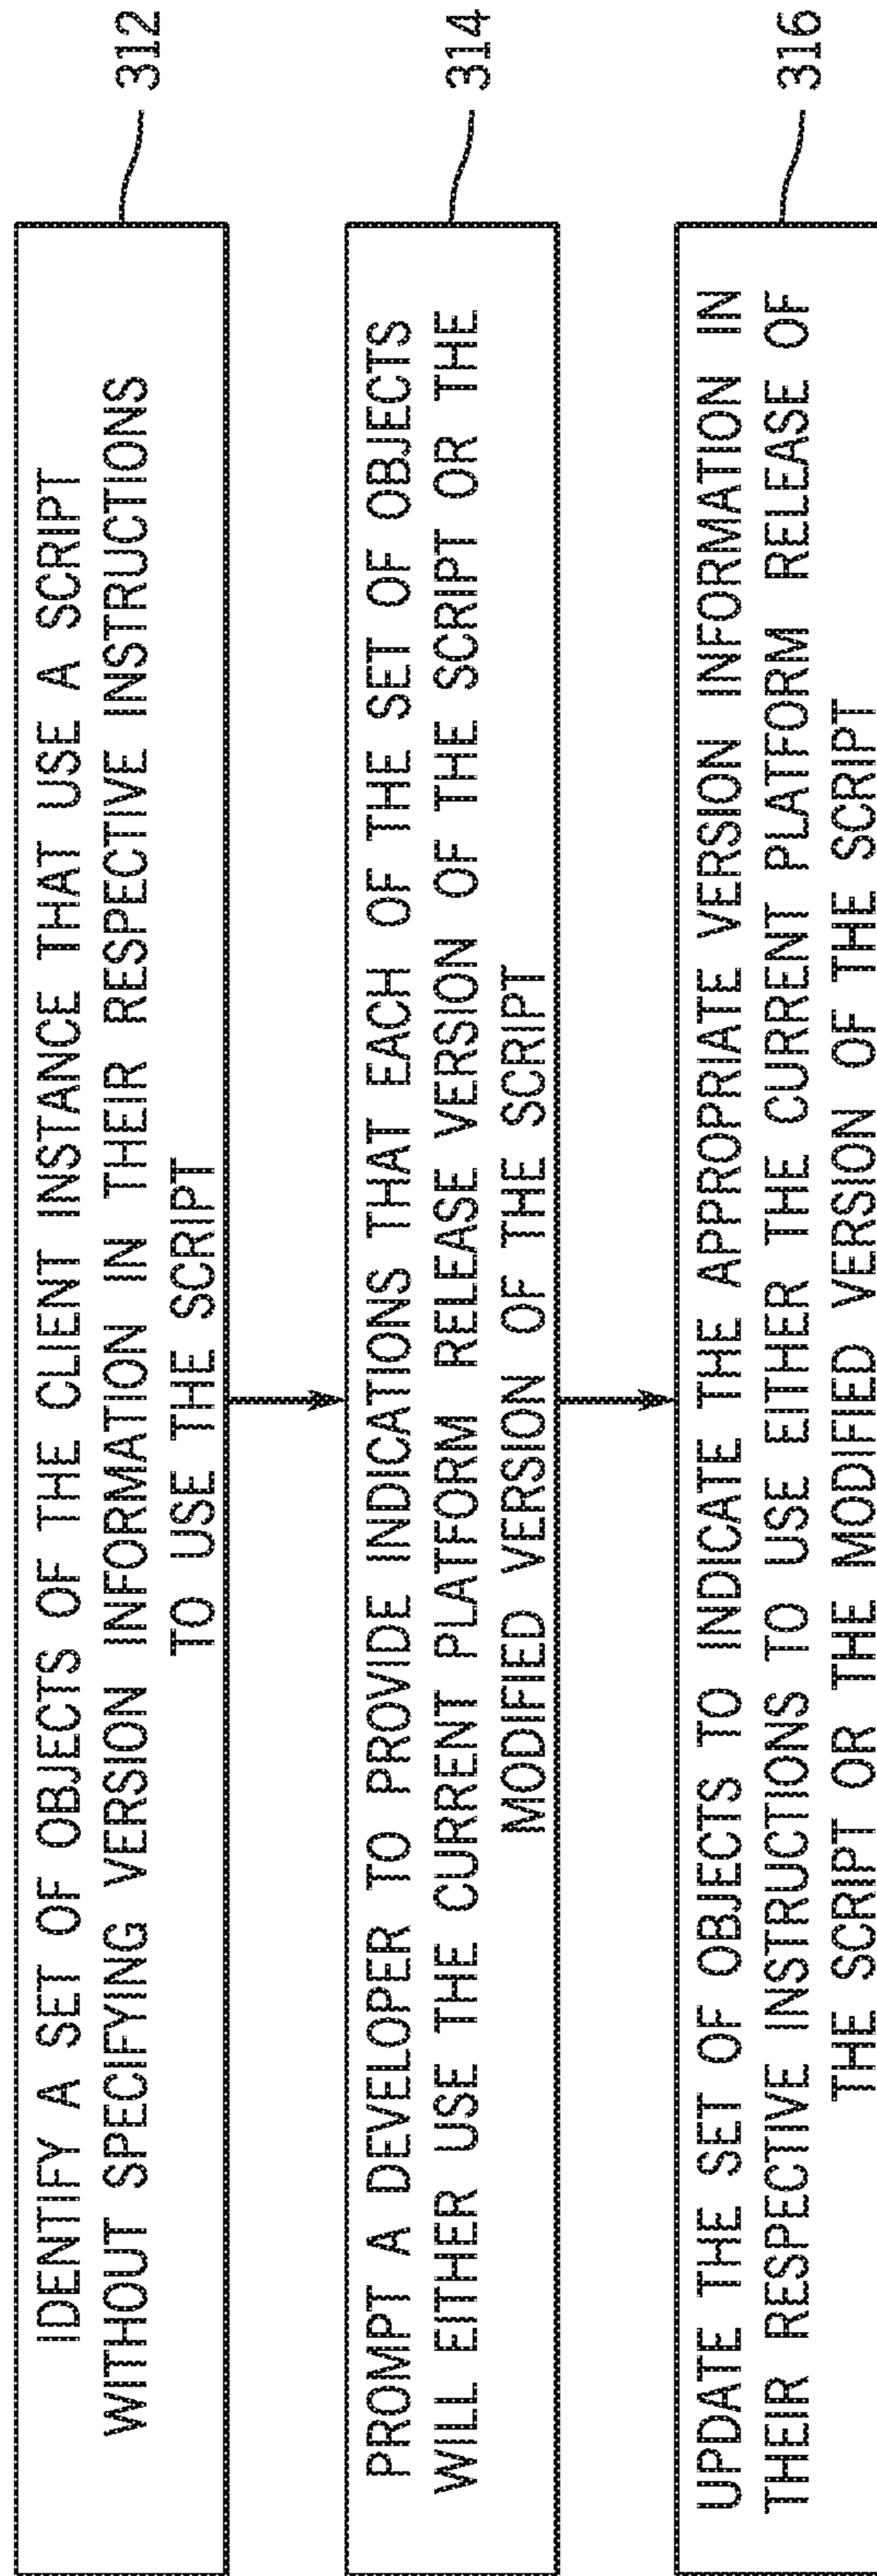 IDENTIFY A SET OF OBJECTS OF THE CLIENT INSTANCE THAT USE A SCRIPT
WITHOUT SPECIFYING VERSION INFORMATION IN THEIR RESPECTIVE INSTRUCTIONS
TO USE THE SCRIPT
312
PROMPT A DEVELOPER TO PROVIDE INDICATIONS THAT EACH OF THE SET OF OBJECTS
WILL EITHER USE THE CURRENT PLATFORM RELEASE VERSION OF THE SCRIPT OR THE
MODIFIED VERSION OF THE SCRIPT
314
UPDATE THE SET OF OBJECTS TO INDICATE THE APPROPRIATE VERSION INFORMATION IN
THEIR RESPECTIVE INSTRUCTIONS TO USE EITHER THE CURRENT PLATFORM RELEASE OF
THE SCRIPT OR THE MODIFIED VERSION OF THE SCRIPT
316